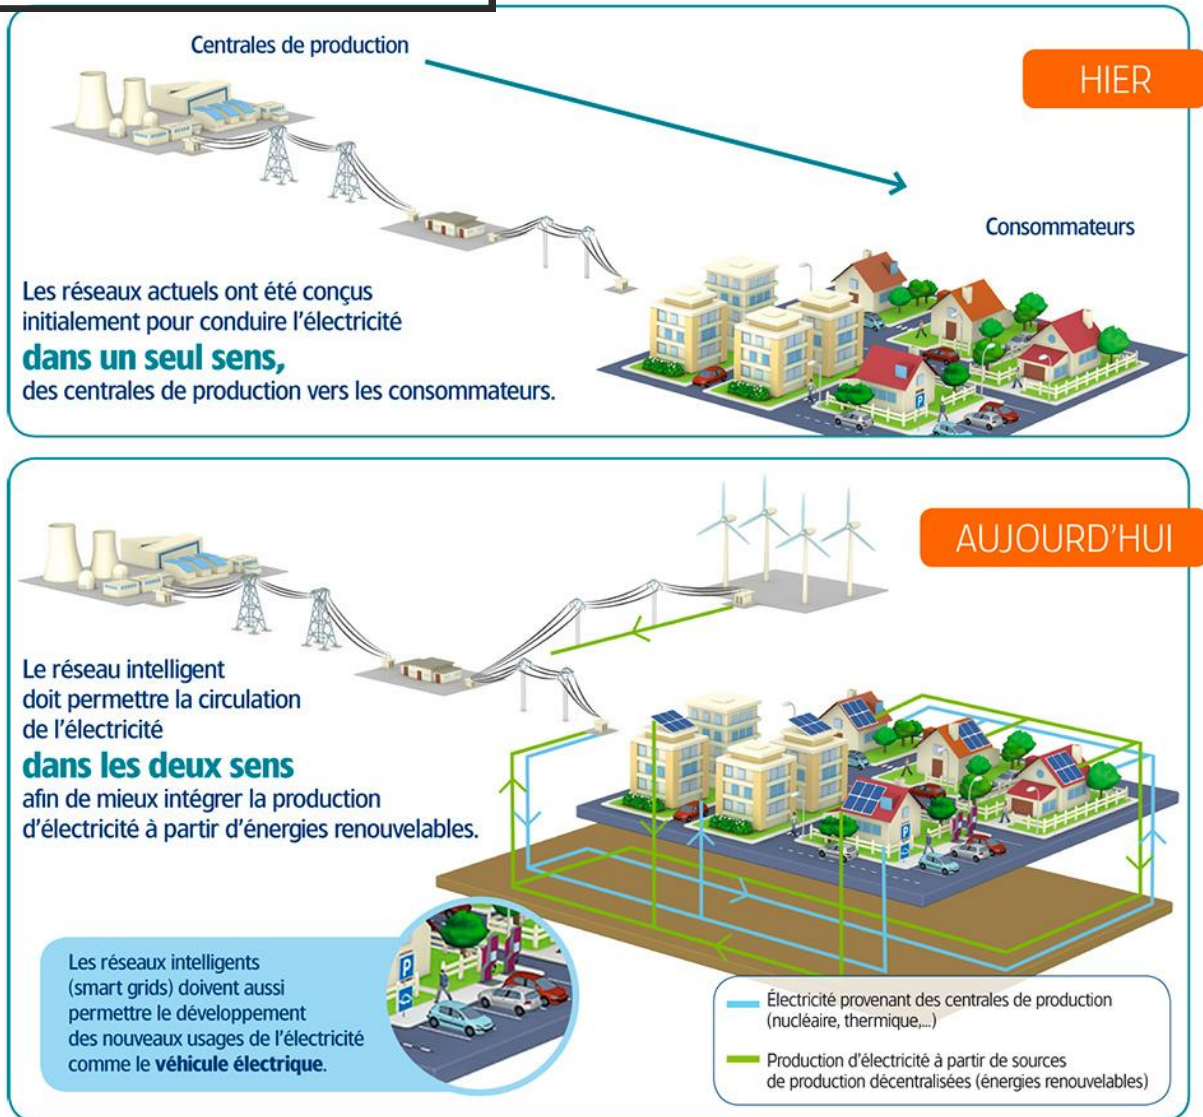 Centrales de production
HIER
Consommateurs
Les réseaux actuels ont été conçus
initialement pour conduire l'électricité
dans un seul sens,
des centrales de production vers les consommateurs.
AUJOURD'HUI
Le réseau intelligent
doit permettre la circulation
de l'électricité
dans les deux sens
afin de mieux intégrer la production
d'électricité à partir d'énergies renouvelables.
Les réseaux intelligents
(smart grids) doivent aussi
permettre le développement
des nouveaux usages de l'électricité
comme le véhicule électrique.
P
P
P
Électricité provenant des centrales de production
(nucléaire, thermique,...)
Production d'électricité à partir de sources
de production décentralisées (énergies renouvelables)